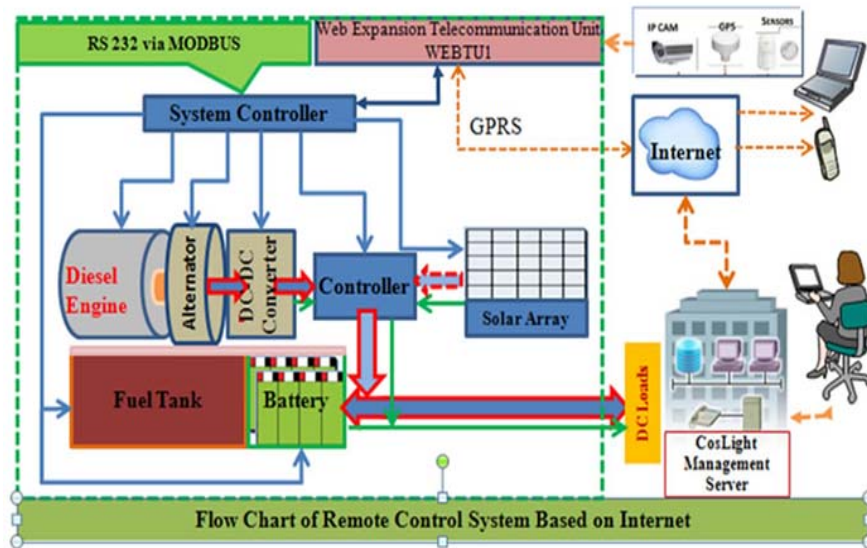 RS 232 via MODBUS
Web Expansion Telecommunication Unit
WEBTU1
IP CAM
GPS
SENSORS
System Controller
GPRS
Internet
Diesel
Engine
Alternator
DC-DC
Converter
Controller
Solar Array
Fuel Tank
Battery
DC Loads
CosLight
Management
Server
Flow Chart of Remote Control System Based on Internet